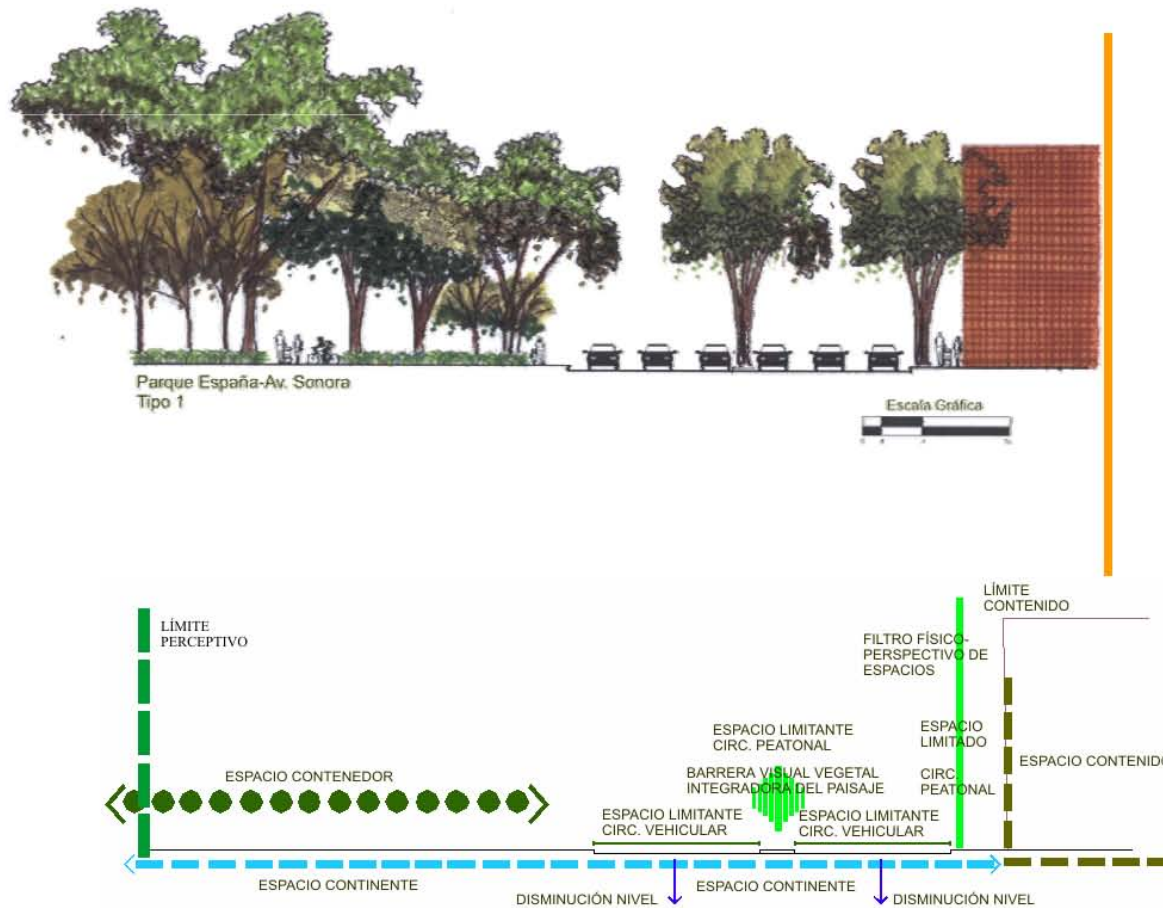 Parque España-Av. Sonora
Tipo 1
Escala Gráfica
LÍMITE
PERCEPTIVO
LÍMITE
CONTENIDO
FILTRO FÍSICO-
PERSPECTIVO DE
ESPACIOS
ESPACIO LIMITANTE
CIRC. PEATONAL
ESPACIO
LIMITADO
ESPACIO CONTENIDO
ESPACIO CONTENEDOR
BARRERA VISUAL VEGETAL
INTEGRADORA DEL PAISAJE
CIRC.
PEATONAL
ESPACIO LIMITANTE
CIRC. VEHICULAR
ESPACIO LIMITANTE
CIRC. VEHICULAR
ESPACIO CONTINENTE
ESPACIO CONTINENTE
DISMINUCIÓN NIVEL
DISMINUCIÓN NIVEL